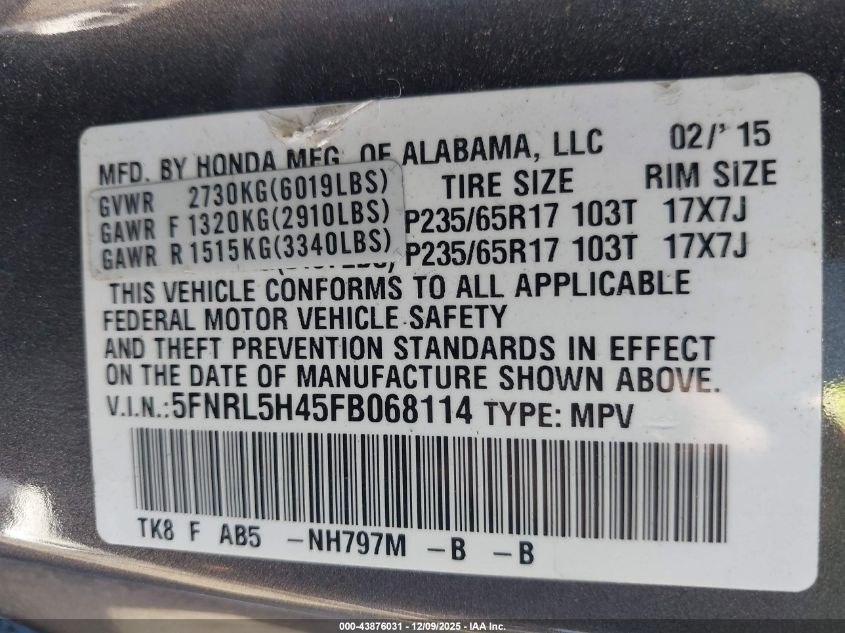 MFD. BY HONDA MFG. OF ALABAMA, LLC 02/' 15
TIRE SIZE RIM SIZE
GVWR 2730KG(6019LBS)
GAWR F 1320KG(2910LBS) P235/65R17 103T 17X7J
GAWR R 1515KG(3340LBS) P235/65R17 103T 17X7J
THIS VEHICLE CONFORMS TO ALL APPLICABLE
FEDERAL MOTOR VEHICLE SAFETY
AND THEFT PREVENTION STANDARDS IN EFFECT
ON THE DATE OF MANUFACTURE SHOWN ABOVE.
V.I.N.:5FNRL5H45FB068114 TYPE: MPV
TK8 F AB5 -NH797M -B -B
000-43876031 - 12/09/2025 - IAA Inc.